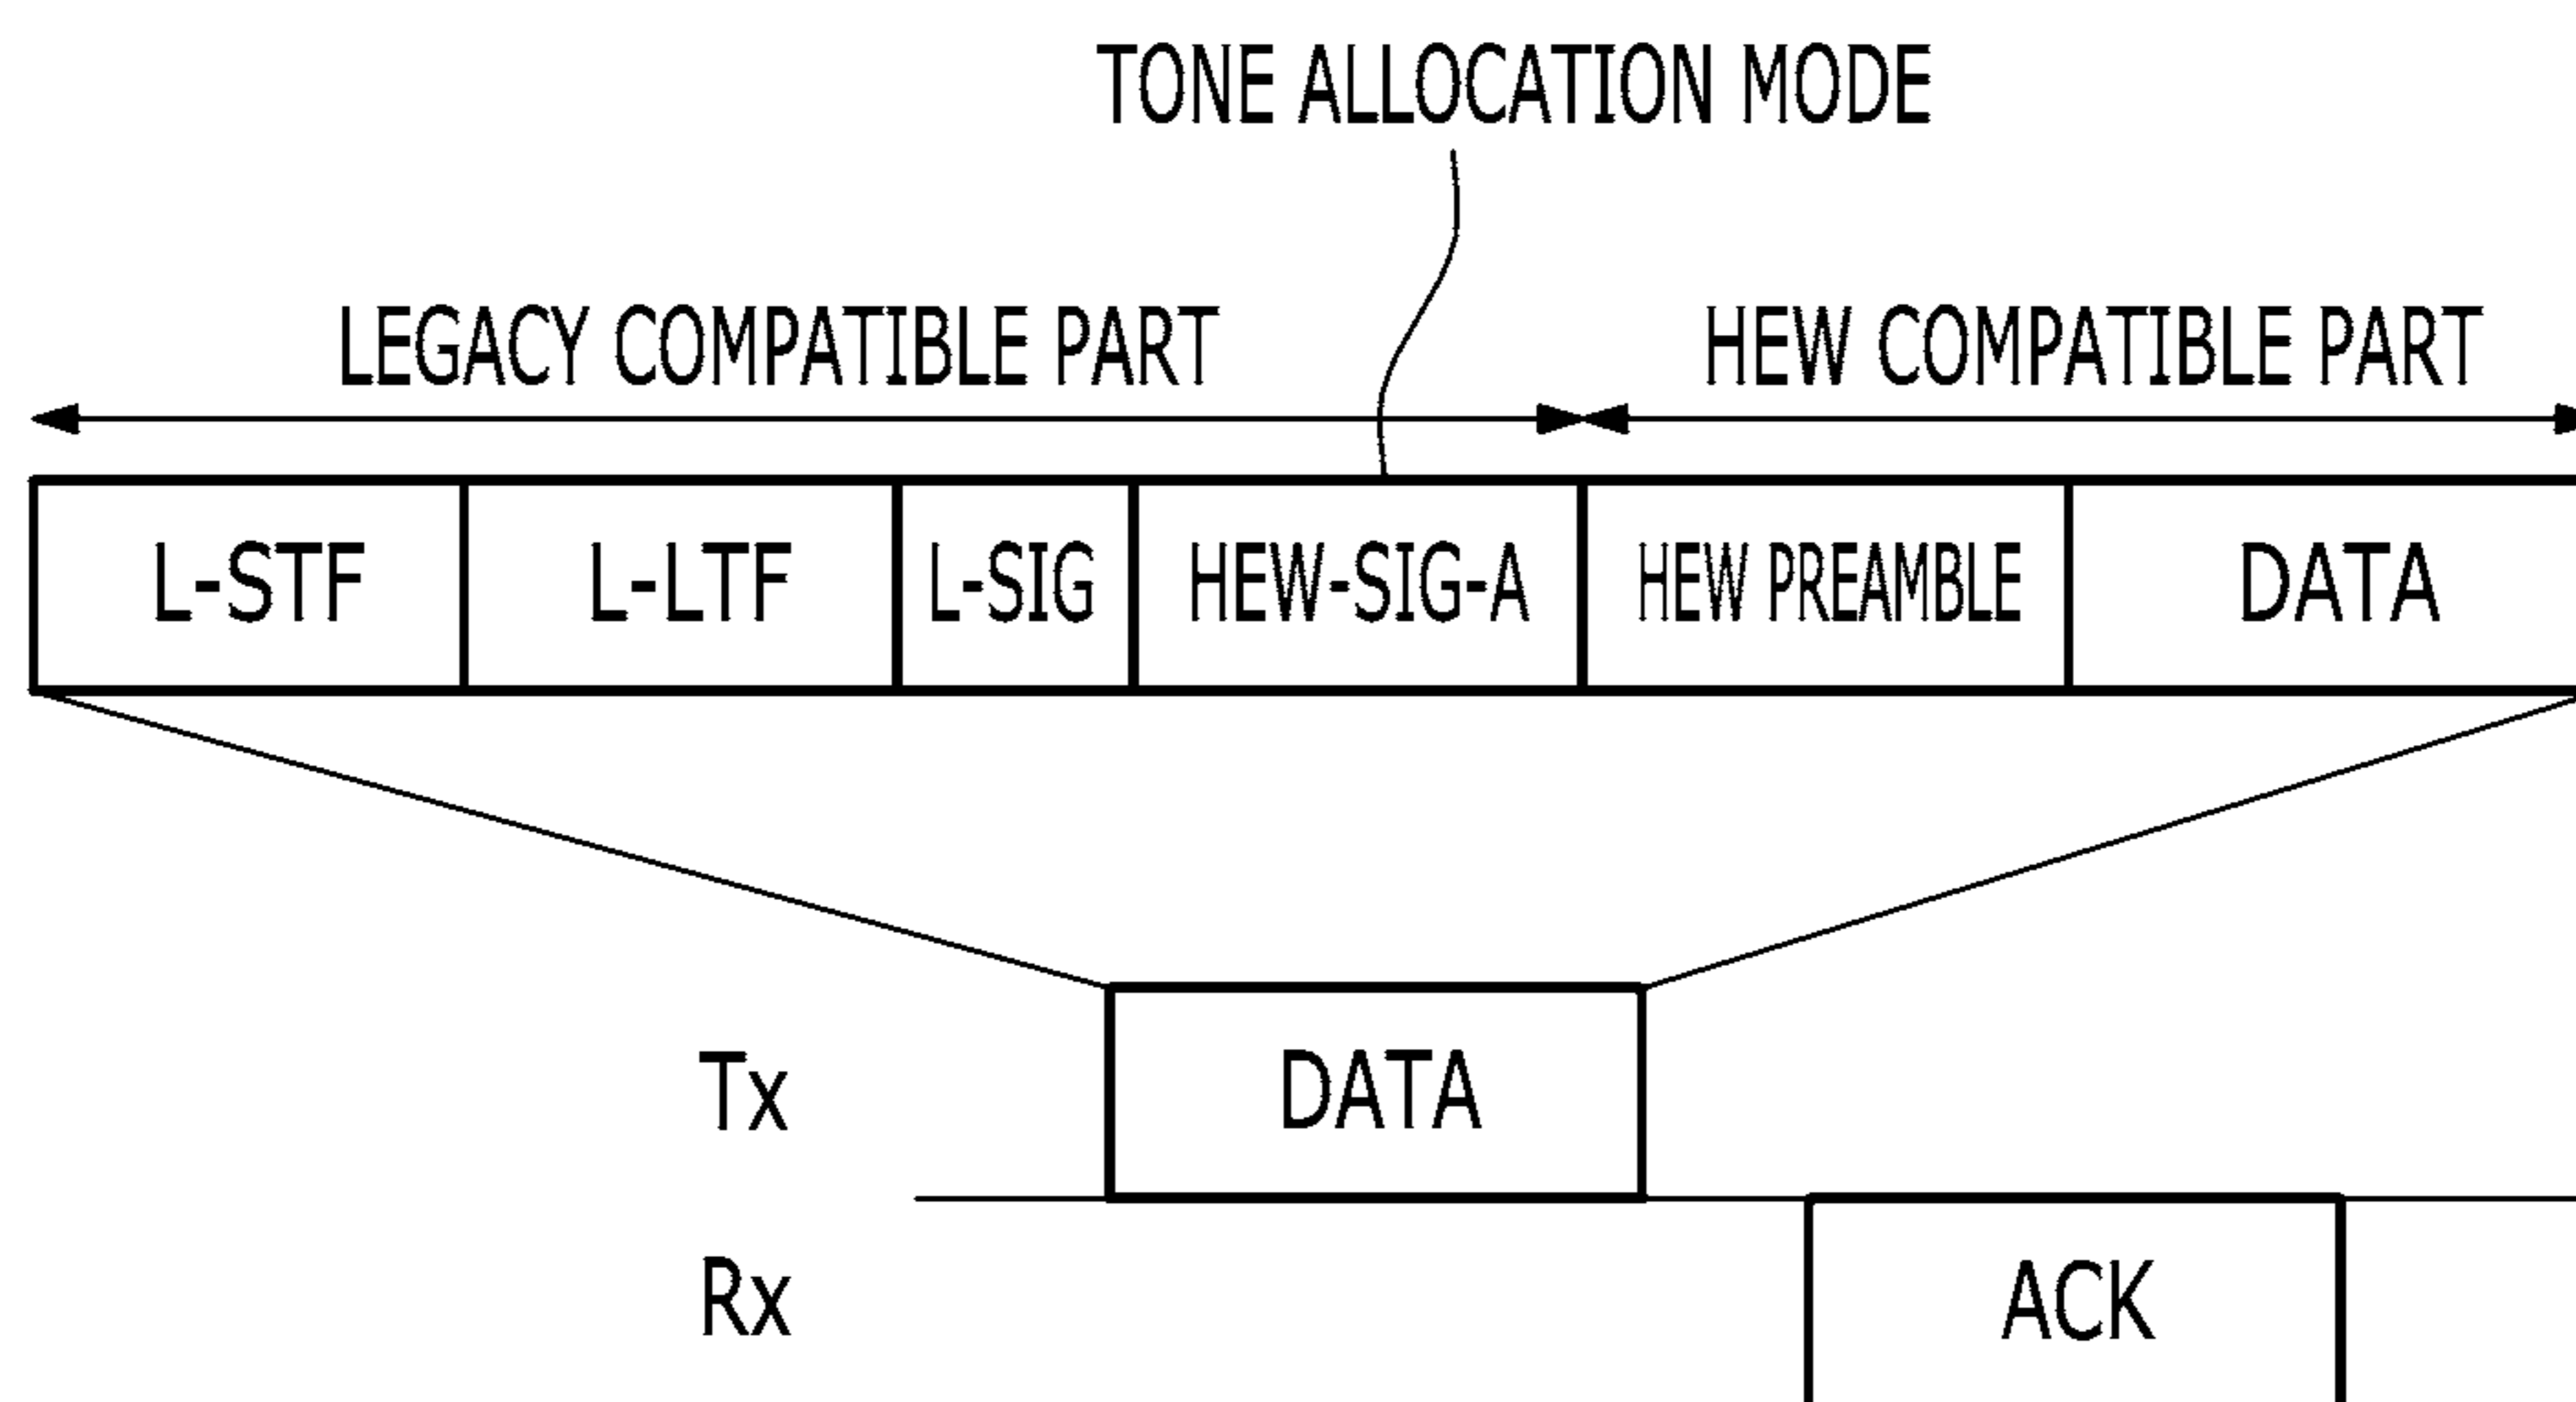 TONE ALLOCATION MODE
LEGACY COMPATIBLE PART HEW COMPATIBLE PART
L-STF L-LTF L-SIG HEW-SIG-A HEW PREAMBLE DATA
Tx DATA
Rx ACK